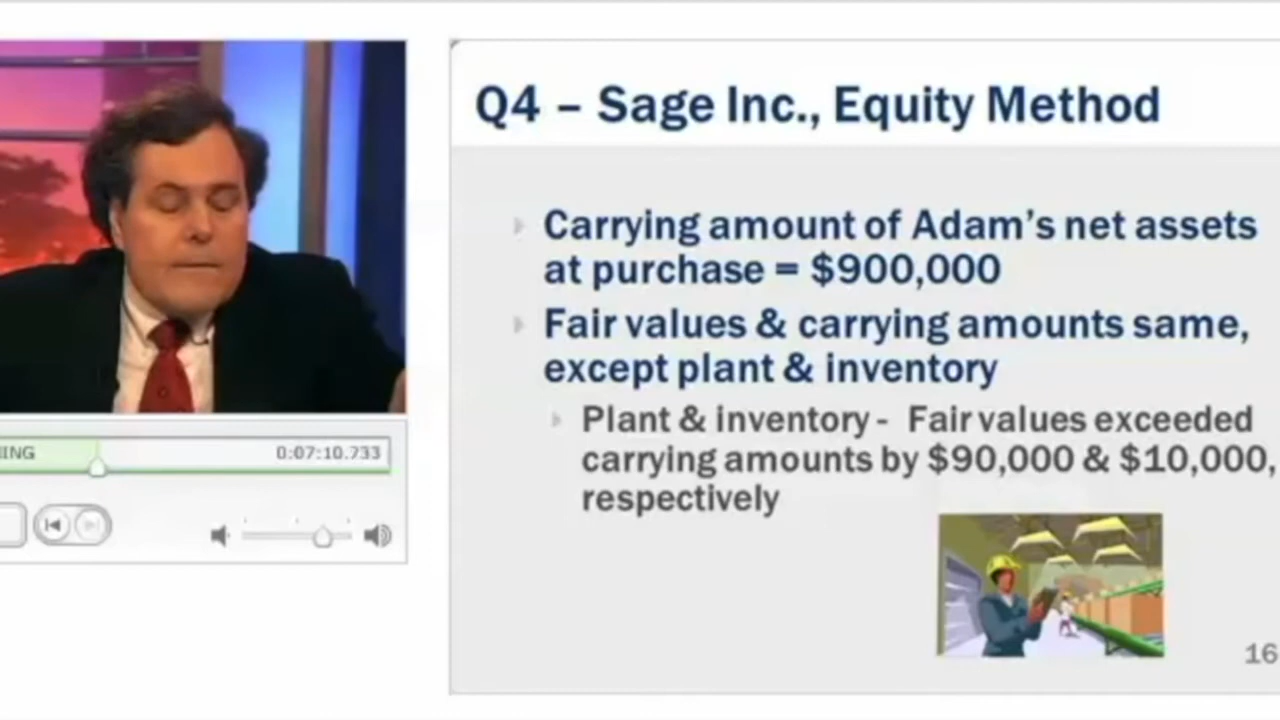 Q4 – Sage Inc., Equity Method
Carrying amount of Adam's net assets
at purchase = $900,000
Fair values & carrying amounts same,
except plant & inventory
Plant & inventory - Fair values exceeded
carrying amounts by $90,000 & $10,000,
respectively
ING 0:07:10.733
16